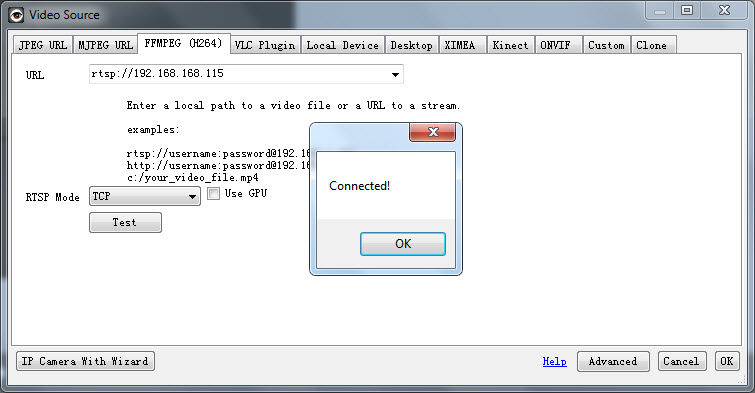 Video Source
JPEG URL MJPEG URL FFMPEG (H264) VLC Plugin Local Device Desktop XIMEA Kinect ONVIF Custom Clone
URL rtsp://192.168.168.115
Enter a local path to a video file or a URL to a stream.
examples:
rtsp://username:password@192.16
http://username:password@192.16
c:/your_video_file.mp4
Connected!
OK
RTSP Mode TCP Use GPU
Test
IP Camera With Wizard Help Advanced Cancel OK